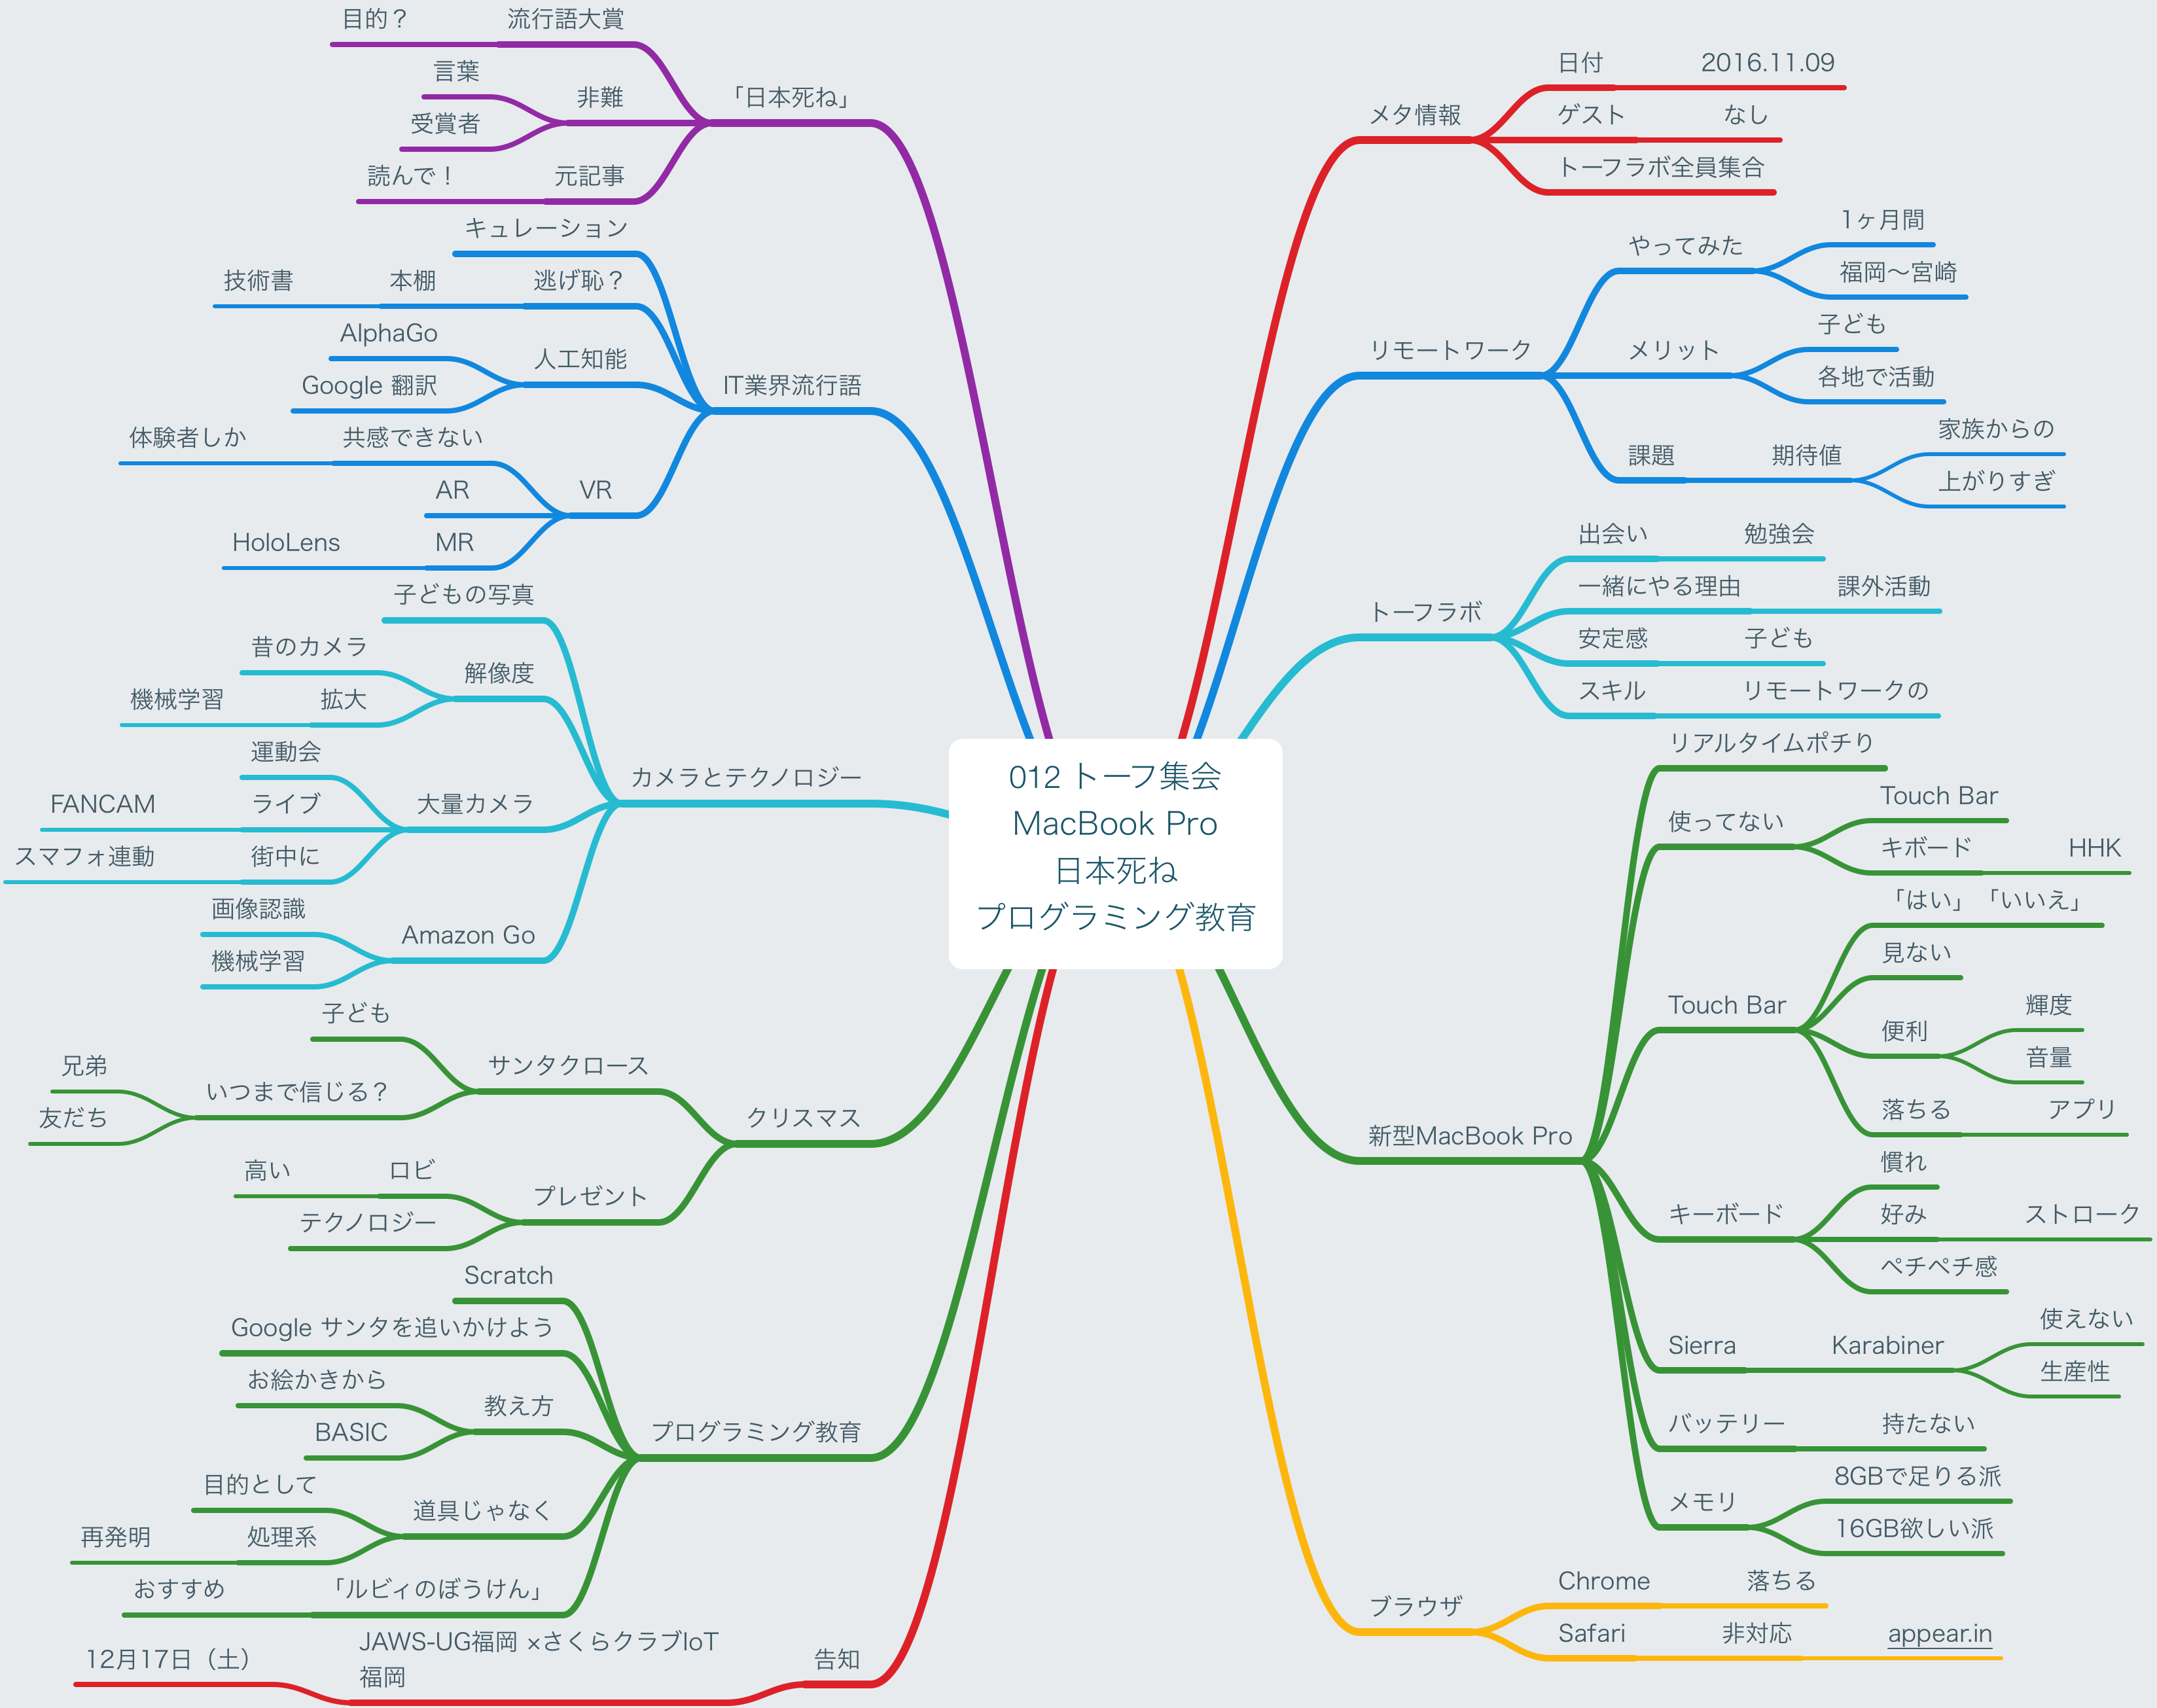 012 トーフ集会
MacBook Pro
日本死ね
プログラミング教育
メタ情報
日付
2016.11.09
ゲスト
なし
トーフラボ全員集合
リモートワーク
やってみた
1ヶ月間
福岡〜宮崎
メリット
子ども
各地で活動
課題
期待値
家族からの
上がりすぎ
トーフラボ
出会い
勉強会
一緒にやる理由
課外活動
安定感
子ども
スキル
リモートワークの
新型MacBook Pro
リアルタイムポチり
使ってない
Touch Bar
キボード
HHK
Touch Bar
「はい」「いいえ」
見ない
便利
輝度
音量
落ちる
アプリ
キーボード
慣れ
好み
ストローク
ペチペチ感
Sierra
Karabiner
使えない
生産性
バッテリー
持たない
メモリ
8GBで足りる派
16GB欲しい派
ブラウザ
Chrome
落ちる
Safari
非対応
appear.in
「日本死ね」
流行語大賞
目的？
非難
言葉
受賞者
元記事
読んで！
IT業界流行語
キュレーション
逃げ恥？
本棚
技術書
人工知能
AlphaGo
Google 翻訳
VR
共感できない
体験者しか
AR
MR
HoloLens
カメラとテクノロジー
子どもの写真
解像度
昔のカメラ
拡大
機械学習
大量カメラ
運動会
ライブ
FANCAM
街中に
スマフォ連動
Amazon Go
画像認識
機械学習
クリスマス
サンタクロース
子ども
いつまで信じる？
兄弟
友だち
プレゼント
ロビ
高い
テクノロジー
プログラミング教育
Scratch
Google サンタを追いかけよう
教え方
お絵かきから
BASIC
道具じゃなく
目的として
処理系
再発明
「ルビィのぼうけん」
おすすめ
告知
JAWS-UG福岡 ×さくらクラブIoT
福岡
12月17日（土）